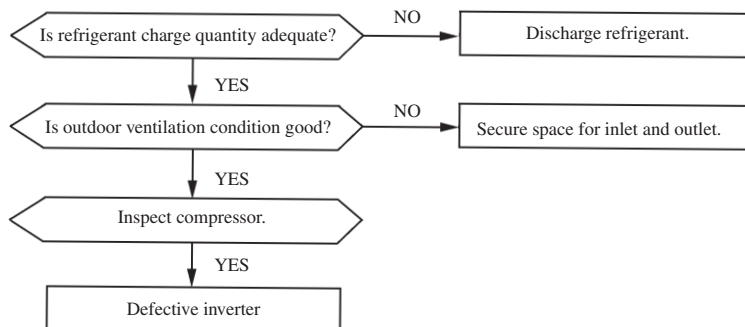 Is refrigerant charge quantity adequate?
NO
Discharge refrigerant.
YES
Is outdoor ventilation condition good?
NO
Secure space for inlet and outlet.
YES
Inspect compressor.
YES
Defective inverter